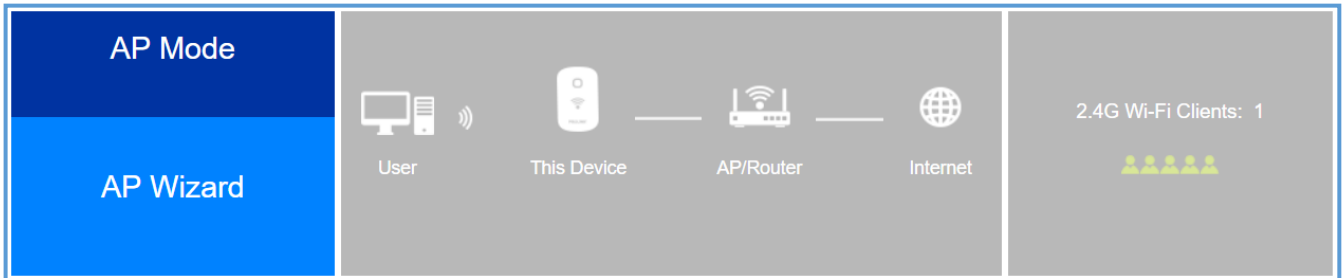 AP Mode
AP Wizard
User
This Device
AP/Router
Internet
2.4G Wi-Fi Clients: 1